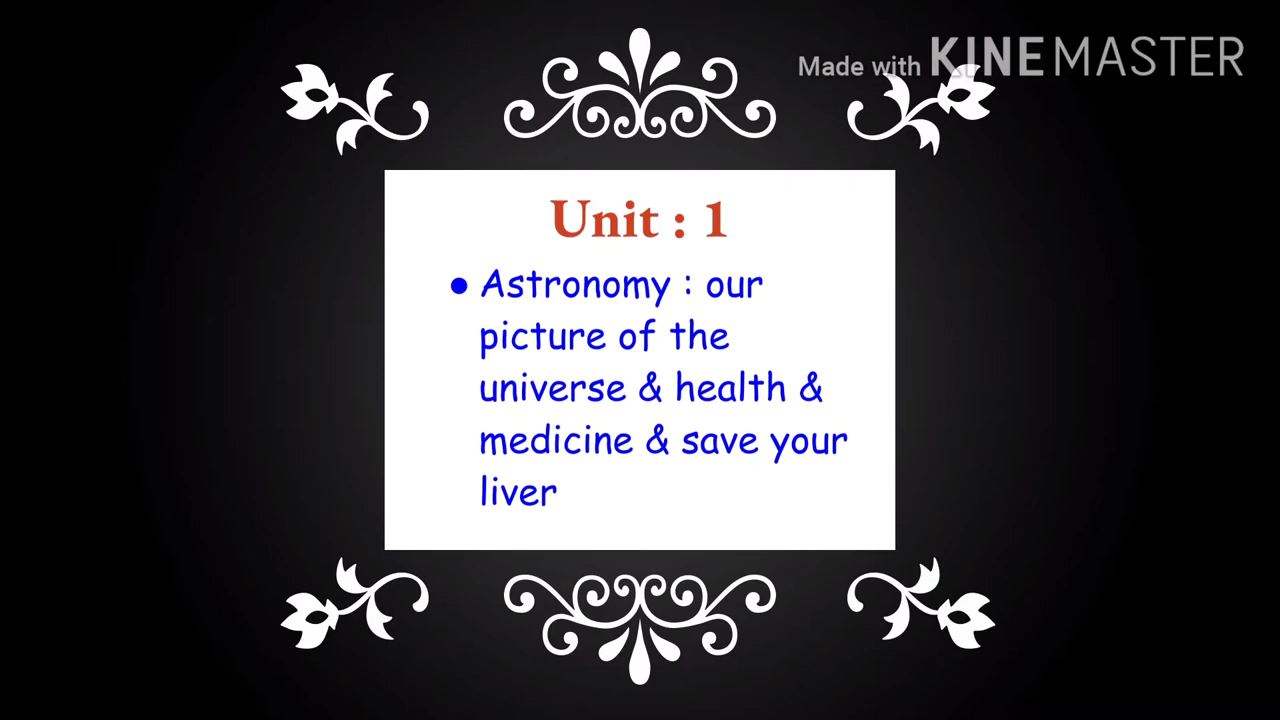 Made with KINEMASTER
Unit : 1
● Astronomy : our
picture of the
universe & health &
medicine & save your
liver